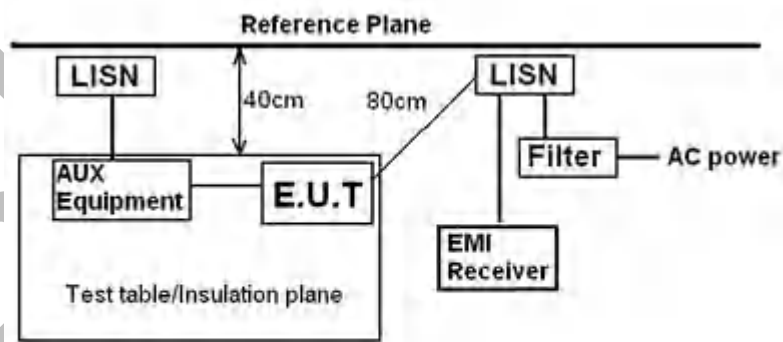 Reference Plane
LISN
40cm
80cm
LISN
Filter
AC power
AUX
Equipment
E.U.T
EMI
Receiver
Test table/Insulation plane